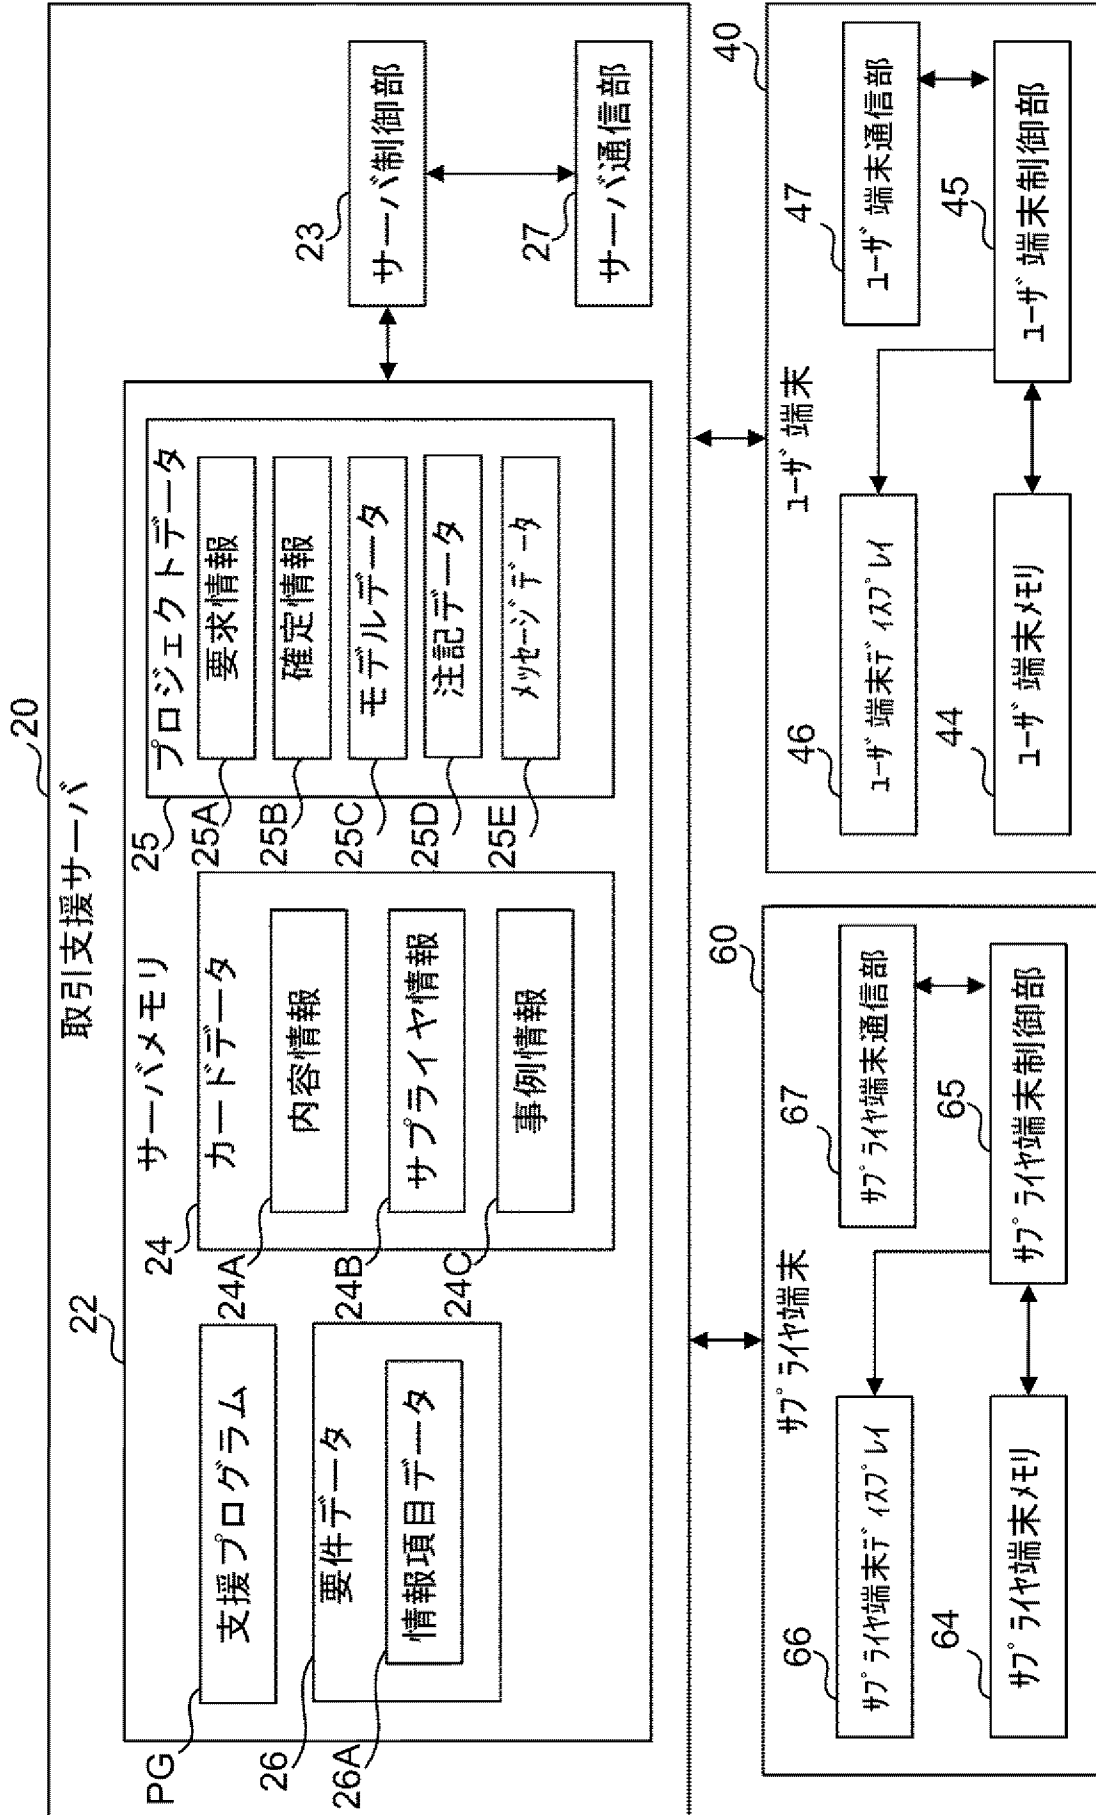 20
取引支援サーバ
22
サーバメモリ
PG
支援プログラム
26
要件データ
26A
情報項目データ
24
カードデータ
24A
内容情報
24B
サプライヤ情報
24C
事例情報
25
プロジェクトデータ
25A
要求情報
25B
確定情報
25C
モデルデータ
25D
注記データ
25E
メッセージデータ
23
サーバ制御部
27
サーバ通信部
60
サプライヤ端末
66
サプライヤ端末ディスプレイ
64
サプライヤ端末メモリ
67
サプライヤ端末通信部
65
サプライヤ端末制御部
40
ユーザ端末
46
ユーザ端末ディスプレイ
44
ユーザ端末メモリ
47
ユーザ端末通信部
45
ユーザ端末制御部